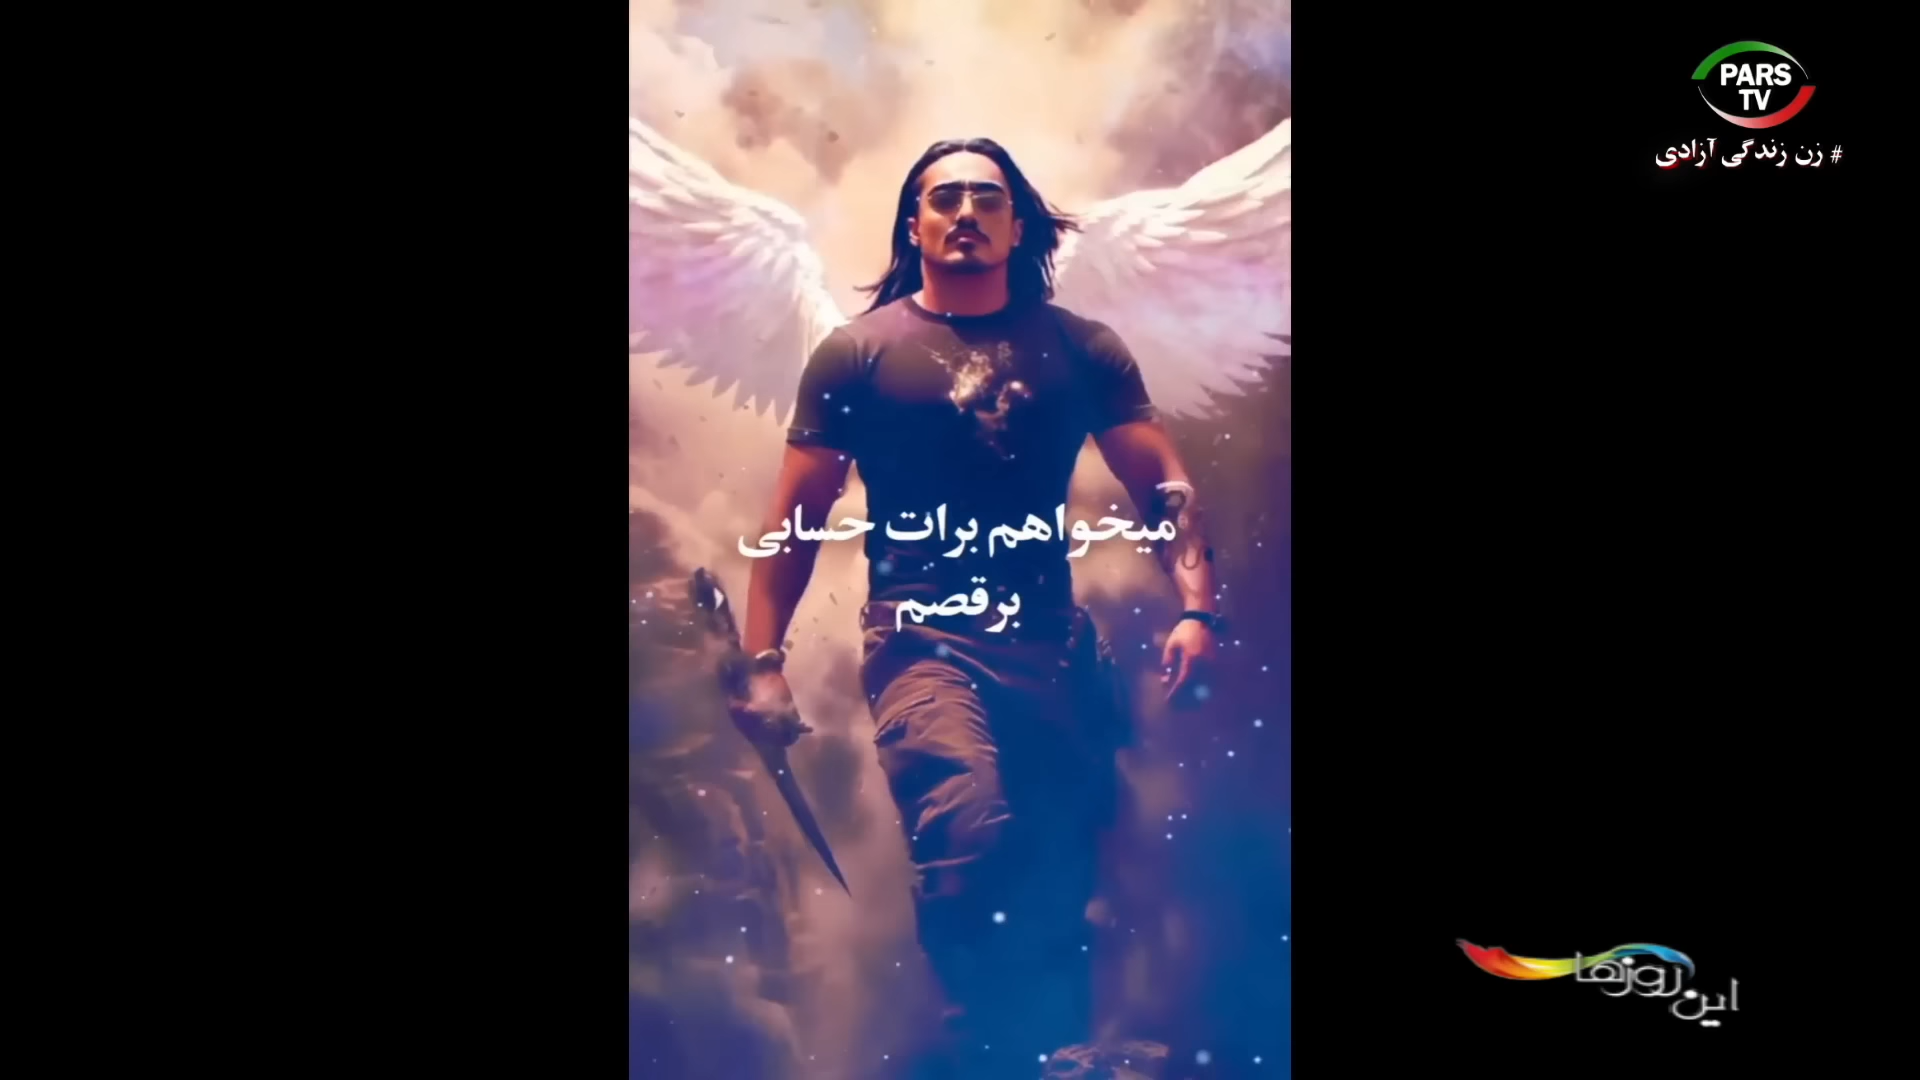 PARS
TV
# زن زندگی آزادی
میخواهم برات حسابی
برقصم
این روزها